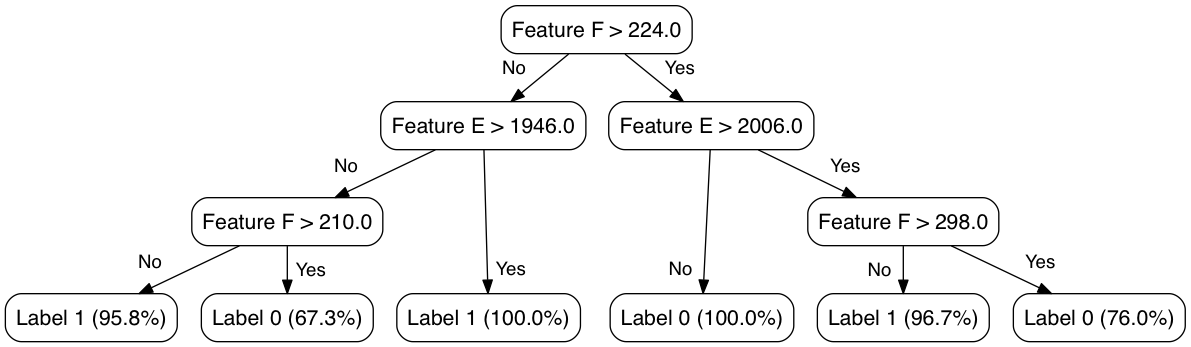 Feature F > 224.0
No
Yes
Feature E > 1946.0
Feature E > 2006.0
No
Yes
Feature F > 210.0
Feature F > 298.0
No
Yes
Yes
No
No
Yes
Label 1 (95.8%)
Label 0 (67.3%)
Label 1 (100.0%)
Label 0 (100.0%)
Label 1 (96.7%)
Label 0 (76.0%)